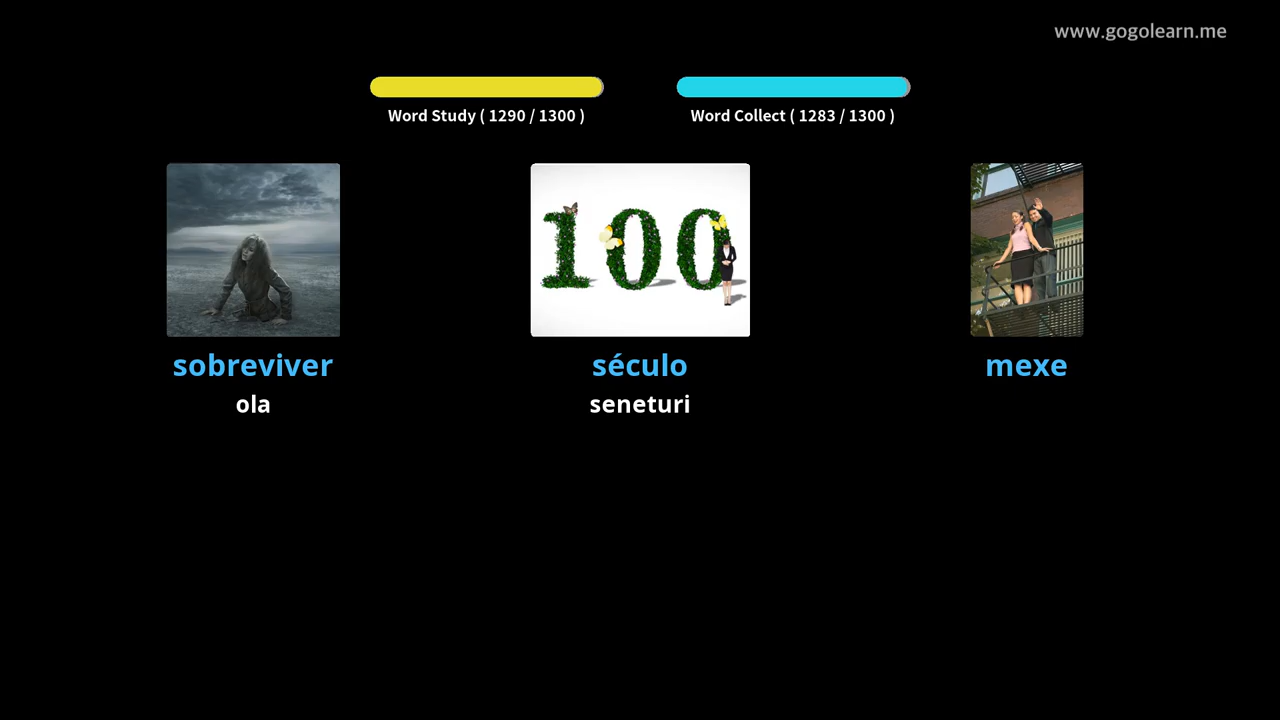 www.gogolearn.me
Word Study ( 1290 / 1300 )
Word Collect ( 1283 / 1300 )
sobreviver
ola
século
seneturi
mexe